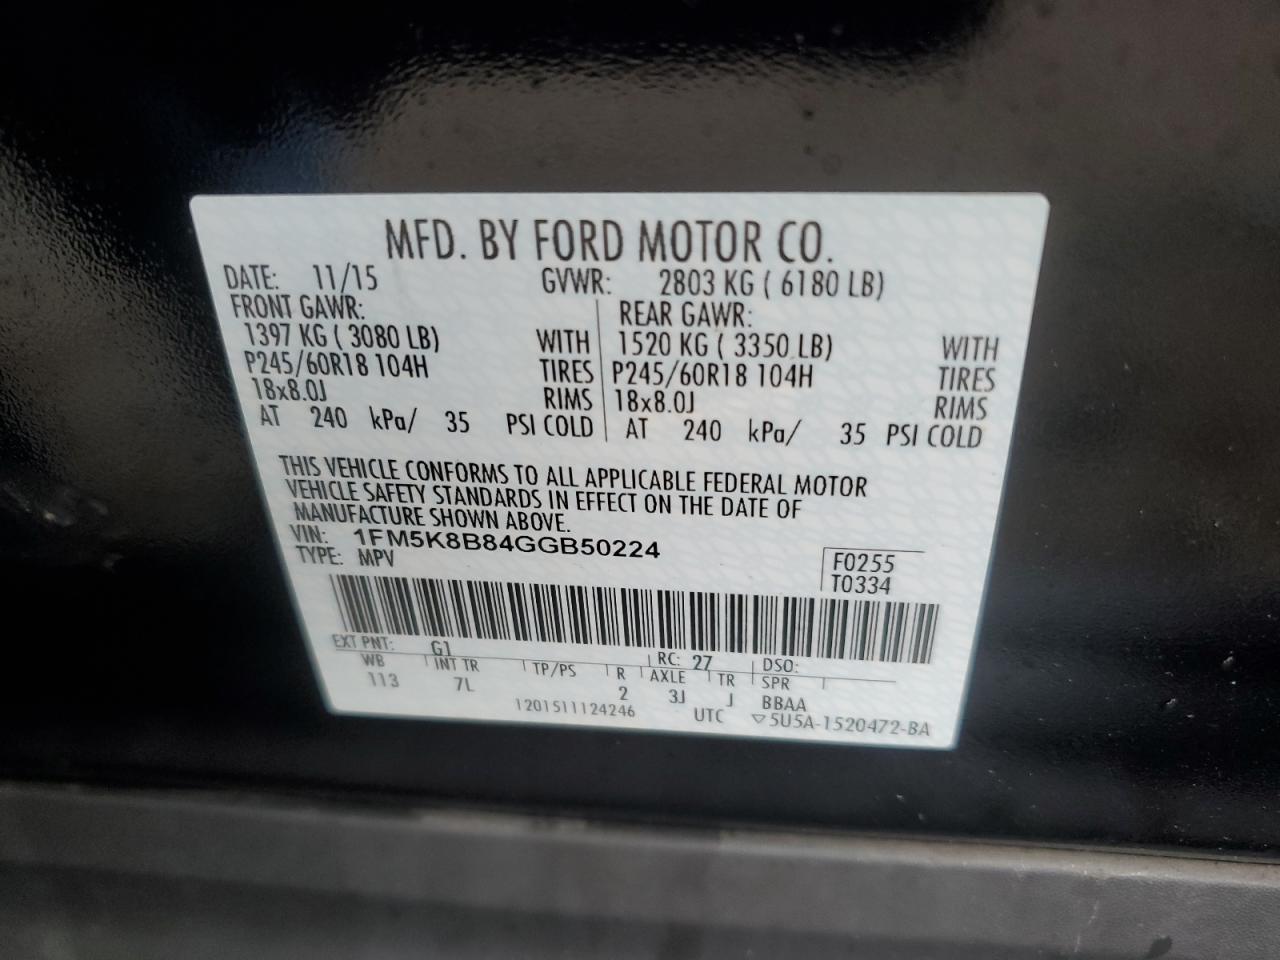 MFD. BY FORD MOTOR CO.
DATE: 11/15 GVWR: 2803 KG ( 6180 LB)
FRONT GAWR: REAR GAWR:
1397 KG ( 3080 LB) WITH 1520 KG ( 3350 LB) WITH
P245/60R18 104H TIRES P245/60R18 104H TIRES
18x8.0J RIMS 18x8.0J RIMS
AT 240 kPa/ 35 PSI COLD AT 240 kPa/ 35 PSI COLD
THIS VEHICLE CONFORMS TO ALL APPLICABLE FEDERAL MOTOR
VEHICLE SAFETY STANDARDS IN EFFECT ON THE DATE OF
MANUFACTURE SHOWN ABOVE.
VIN: 1FM5K8B84GGB50224
TYPE: MPV
F0255
T0334
EXT PNT: G1 RC: 27 DSO:
WB INT TR TP/PS R AXLE TR SPR
113 7L 2 3J J BBAA
1201511124246 UTC ▽5U5A-1520472-BA